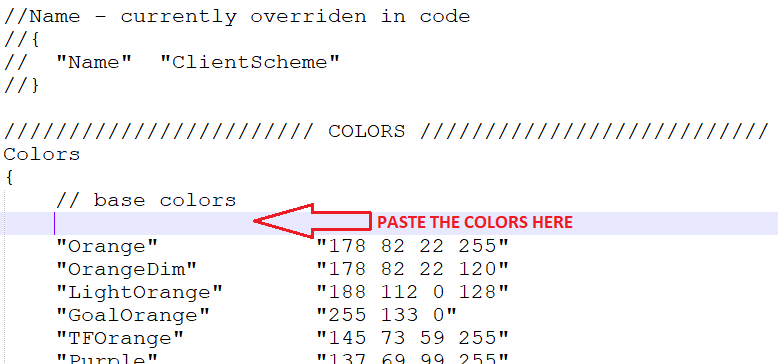 //Name - currently overriden in code
//{
//  "Name"  "ClientScheme"
//}
//////////////////////// COLORS ///////////////////////////
Colors
{
// base colors
PASTE THE COLORS HERE
"Orange" "178 82 22 255"
"OrangeDim" "178 82 22 120"
"LightOrange" "188 112 0 128"
"GoalOrange" "255 133 0"
"TFOrange" "145 73 59 255"
"Purple" "137 69 99 255"